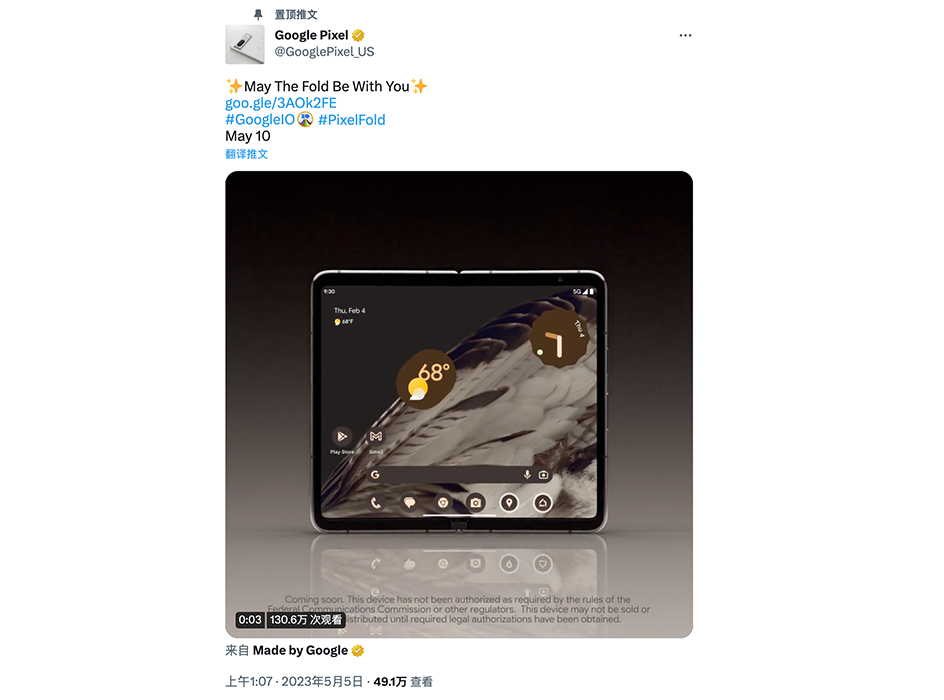 置顶推文
Google Pixel
@GooglePixel_US
✨May The Fold Be With You✨
goo.gle/3AOk2FE
#GoogleIO #PixelFold
May 10
翻译推文
9:30
5G
Thu, Feb 4
68°F
Thu 4
68°
Play Store
Gmail
Coming soon. This device has not been authorized as required by the rules of the
Federal Communications Commission or other regulators. This device may not be sold or
distributed until required legal authorizations have been obtained.
0:03 130.6万 次观看
来自 Made by Google
上午1:07 · 2023年5月5日 · 49.1万 查看